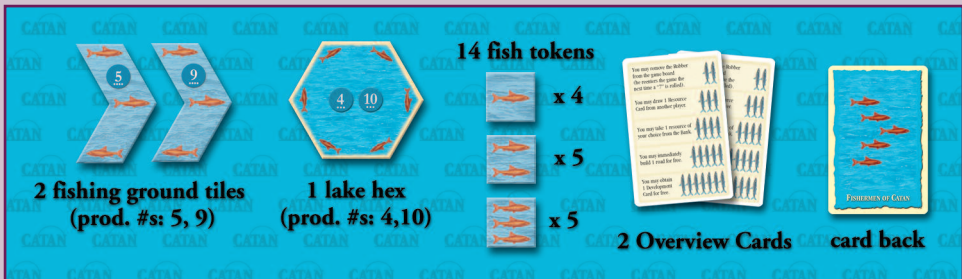 5
9
2 fishing ground tiles
(prod. #s: 5, 9)
4 10
1 lake hex
(prod. #s: 4,10)
14 fish tokens
x 4
x 5
x 5
You may remove the Robber
from the game board
(he reenters the game the
next time a "7" is rolled).
You may draw 1 Resource
Card from another player.
You may take 1 resource of
your choice from the Bank.
You may immediately
build 1 road for free.
You may obtain
1 Development
Card for free.
2 Overview Cards
FISHERMEN OF CATAN
card back
CATAN